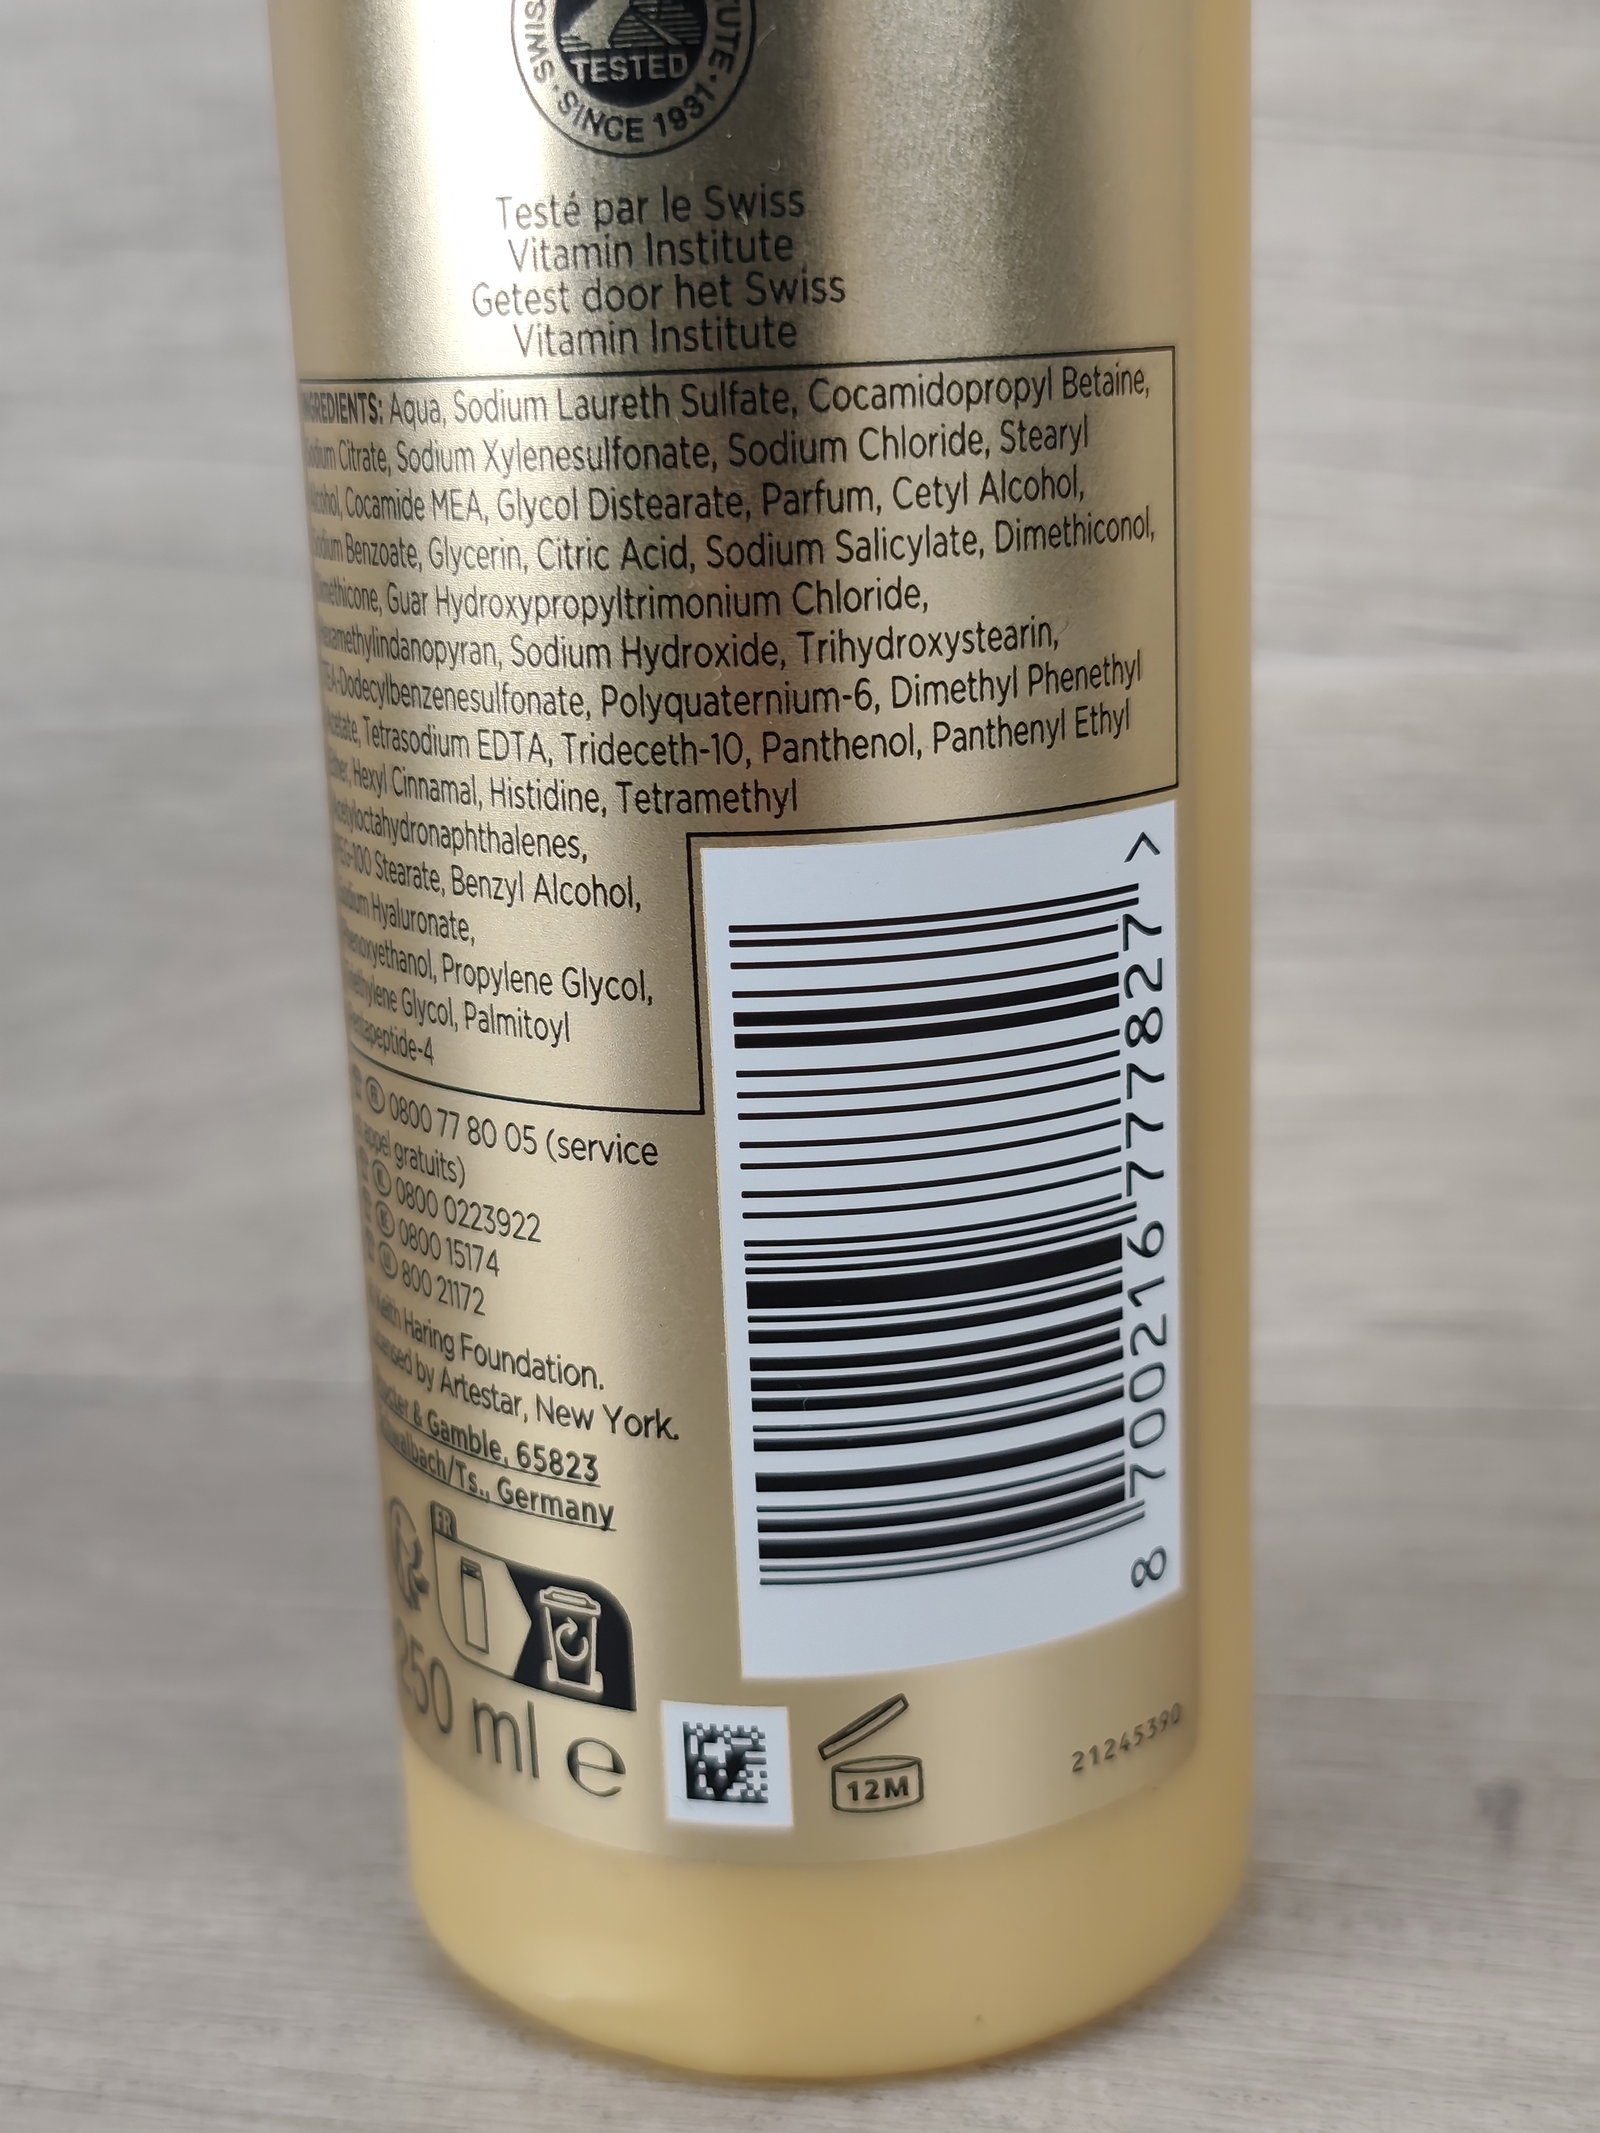 SWIS
TUTE
TESTED
· SINCE 1931 ·
Testé par le Swiss
Vitamin Institute
Getest door het Swiss
Vitamin Institute
INGREDIENTS: Aqua, Sodium Laureth Sulfate, Cocamidopropyl Betaine,
Sodium Citrate, Sodium Xylenesulfonate, Sodium Chloride, Stearyl
Alcohol, Cocamide MEA, Glycol Distearate, Parfum, Cetyl Alcohol,
Sodium Benzoate, Glycerin, Citric Acid, Sodium Salicylate, Dimethiconol,
Dimethicone, Guar Hydroxypropyltrimonium Chloride,
Hexamethylindanopyran, Sodium Hydroxide, Trihydroxystearin,
TEA-Dodecylbenzenesulfonate, Polyquaternium-6, Dimethyl Phenethyl
Acetate, Tetrasodium EDTA, Trideceth-10, Panthenol, Panthenyl Ethyl
Ether, Hexyl Cinnamal, Histidine, Tetramethyl
Acetyloctahydronaphthalenes,
PEG-100 Stearate, Benzyl Alcohol,
Sodium Hyaluronate,
Phenoxyethanol, Propylene Glycol,
Glycol, Palmitoyl
Pentapeptide-4
0800 77 80 05 (service
appel gratuits)
0800 0223922
0800 15174
800 21172
Keith Haring Foundation.
Licensed by Artestar, New York.
Procter & Gamble, 65823
Schwalbach/Ts., Germany
FR
250 ml e
12M
21245390
8 700216 777827 >